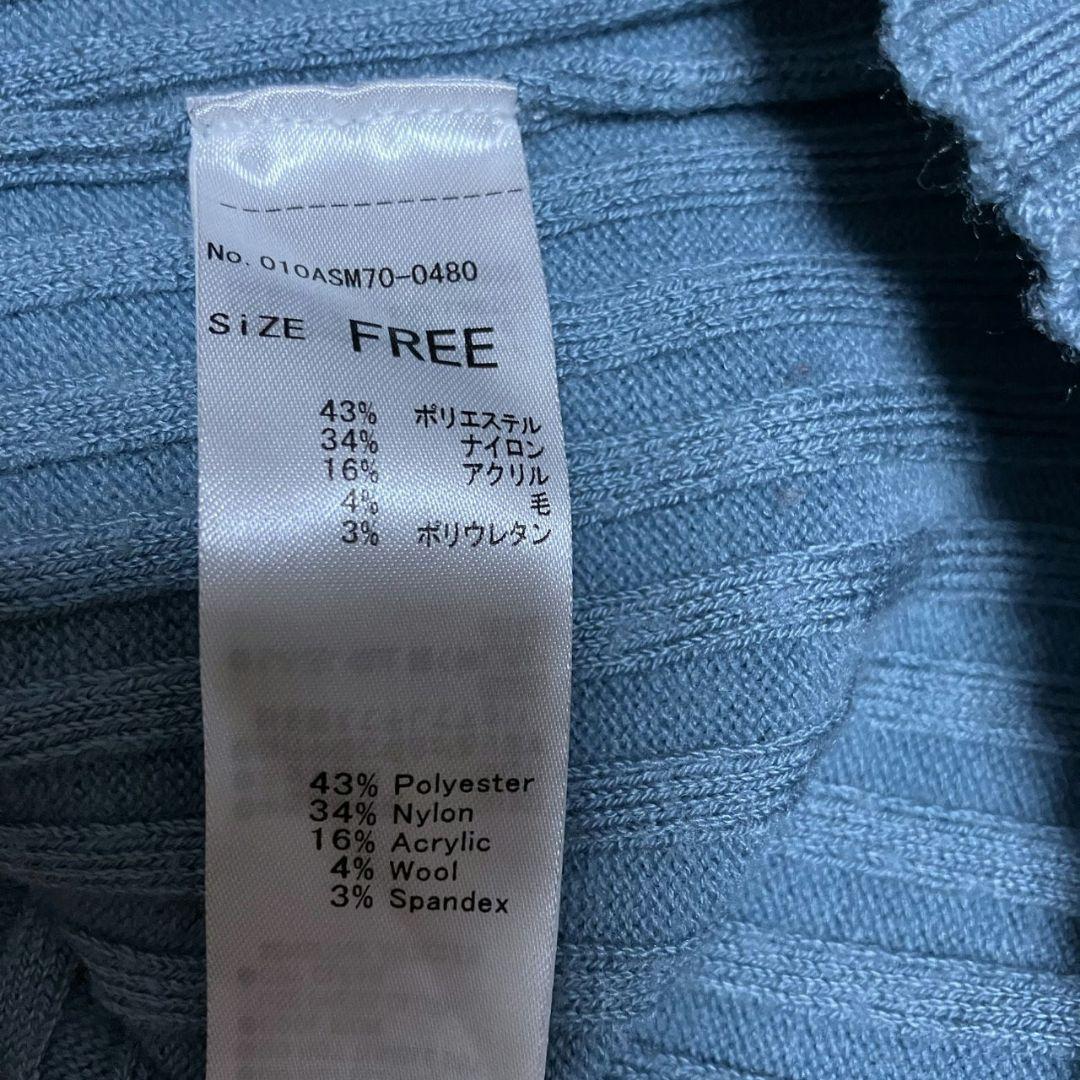 No. 010ASM70-0480
SiZE FREE
43% ポリエステル
34% ナイロン
16% アクリル
4% 毛
3% ポリウレタン
43% Polyester
34% Nylon
16% Acrylic
4% Wool
3% Spandex